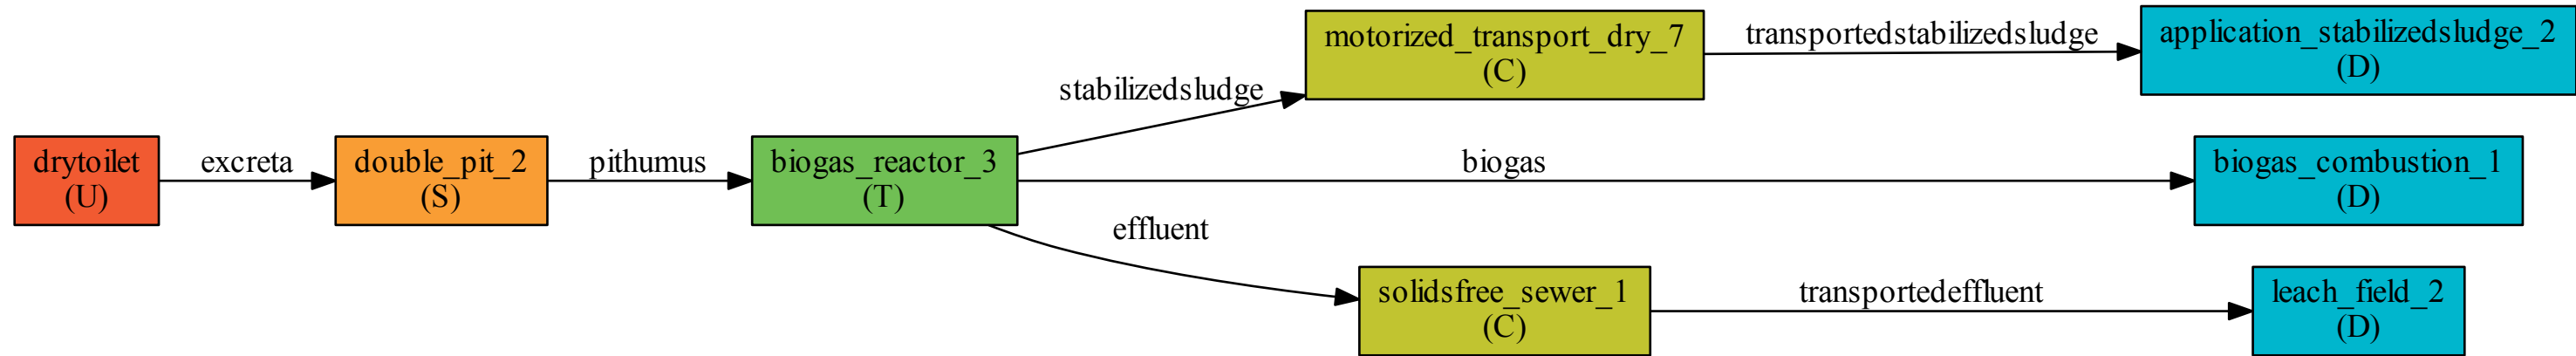 drytoilet
(U)
excreta
double_pit_2
(S)
pithumus
biogas_reactor_3
(T)
stabilizedsludge
motorized_transport_dry_7
(C)
transportedstabilizedsludge
application_stabilizedsludge_2
(D)
biogas
biogas_combustion_1
(D)
effluent
solidsfree_sewer_1
(C)
transportedeffluent
leach_field_2
(D)